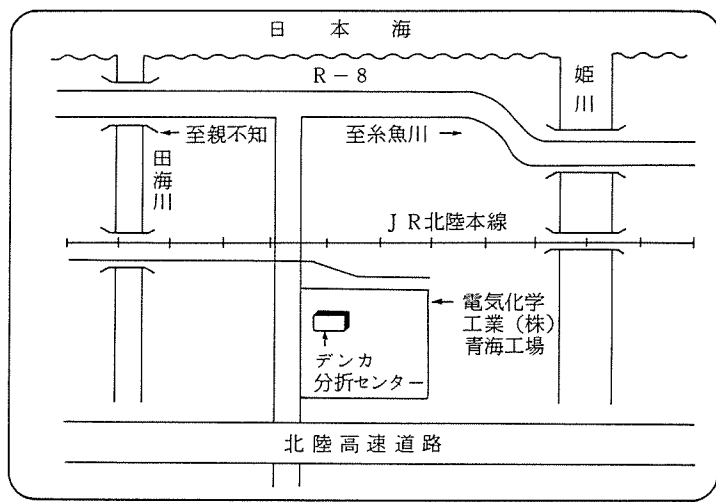 日本海
R-8
姫川
←至親不知
至糸魚川→
田海川
JR北陸本線
電気化学
工業(株)
青海工場
デンカ
分折センター
北陸高速道路